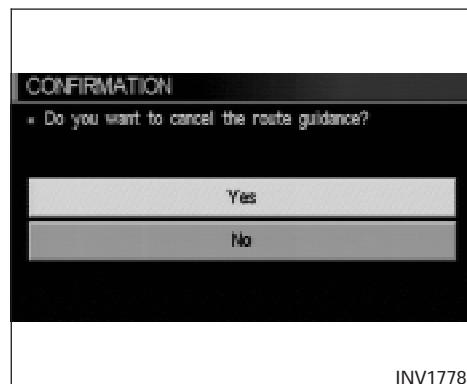 CONFIRMATION
▪ Do you want to cancel the route guidance?
Yes
No
INV1778